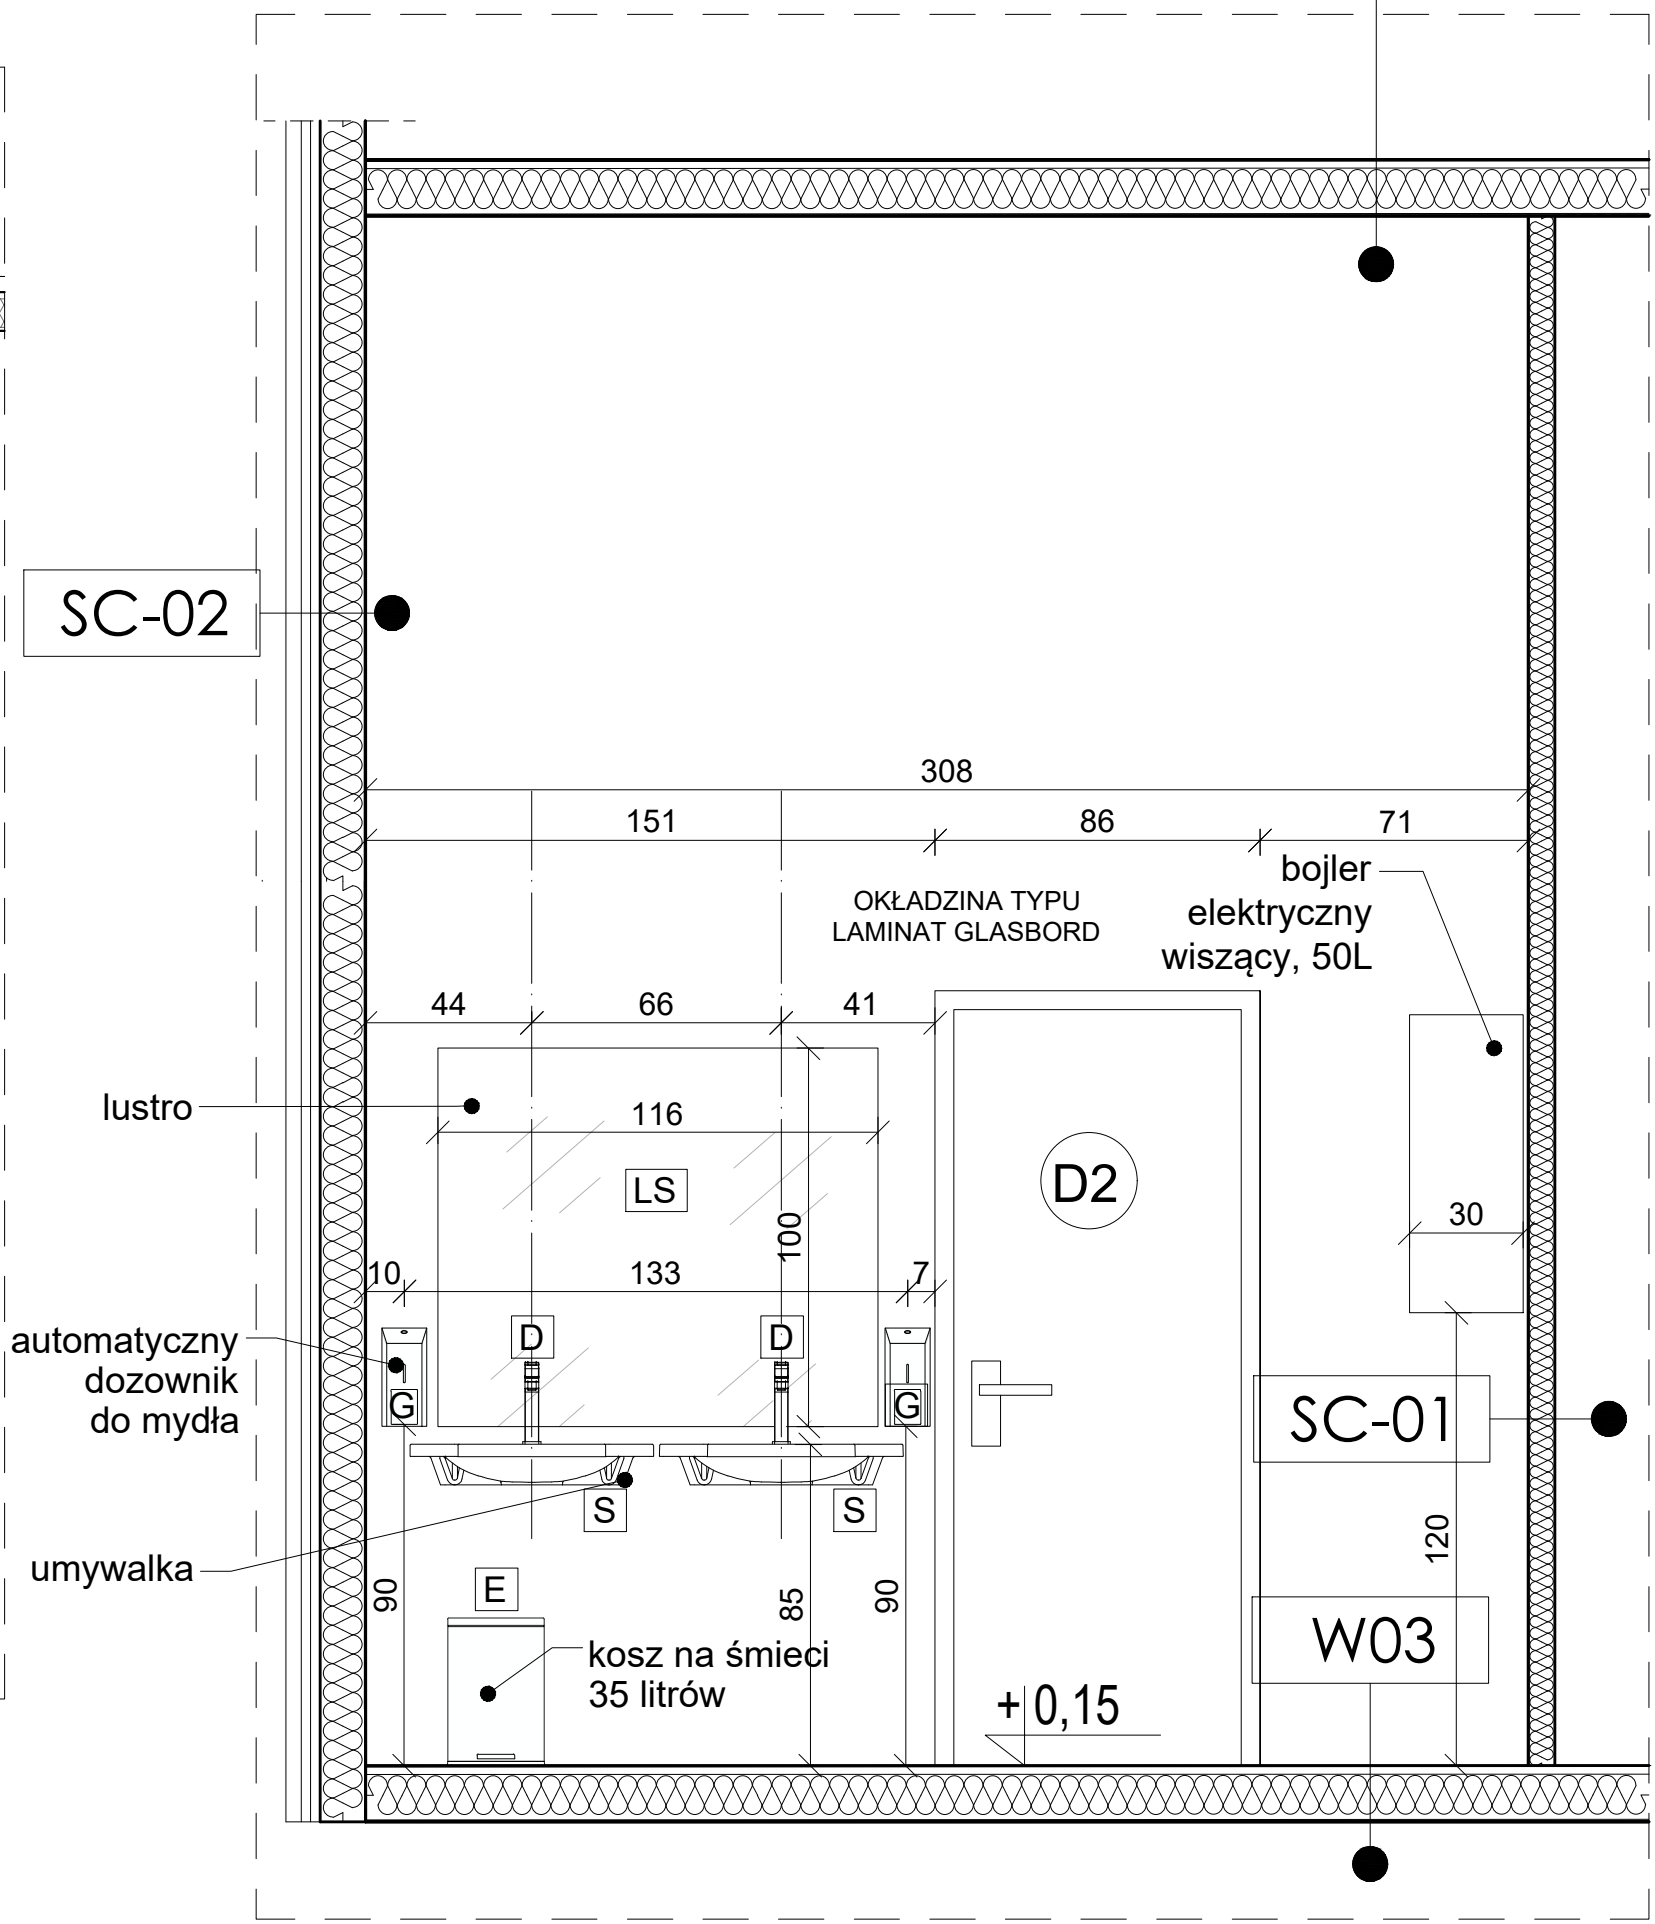 SC-02
308
151
86
71
bojler
elektryczny
wiszący, 50L
OKŁADZINA TYPU
LAMINAT GLASBORD
44
66
41
lustro
116
LS
100
D2
30
10
133
7
automatyczny
dozownik
do mydła
D
D
G
G
SC-01
S
S
120
umywalka
E
90
85
90
W03
kosz na śmieci
35 litrów
+0,15